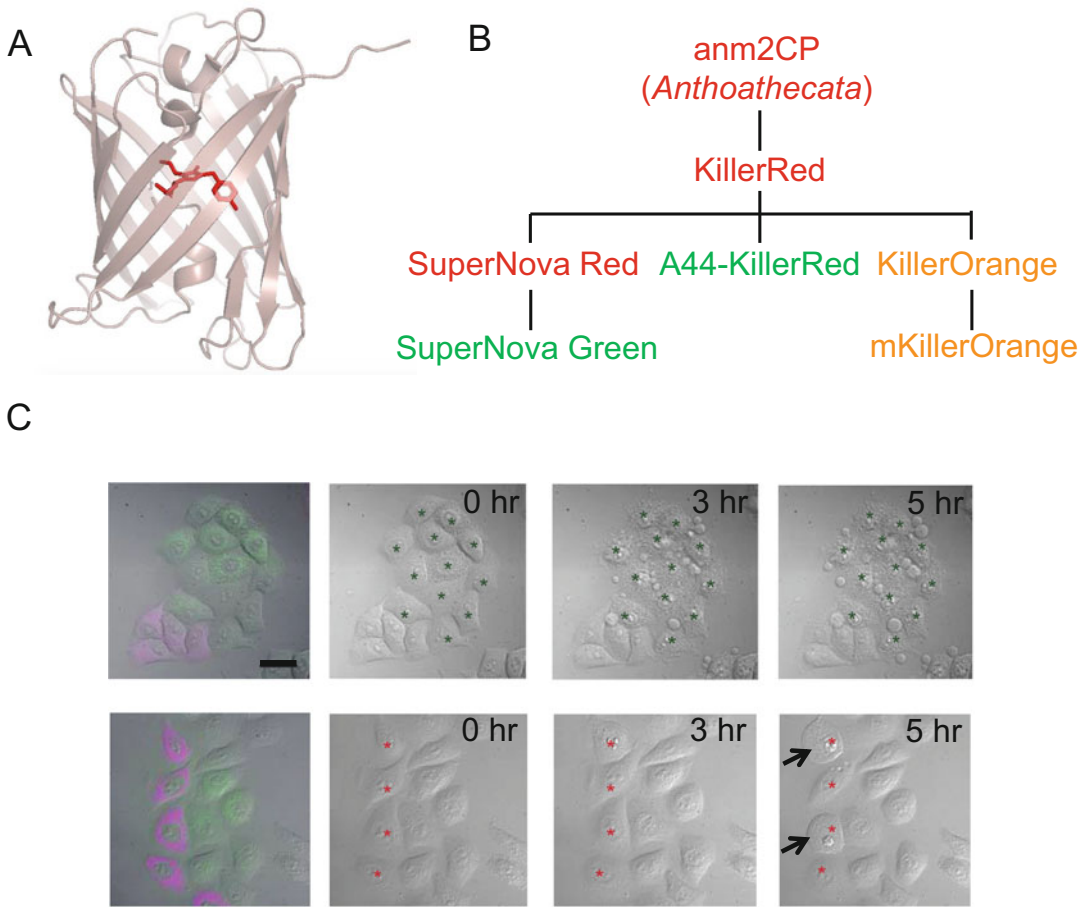 A
B
anm2CP
(Anthoathecata)
KillerRed
SuperNova Red A44-KillerRed KillerOrange
SuperNova Green mKillerOrange
C
0 hr 3 hr 5 hr
0 hr 3 hr 5 hr